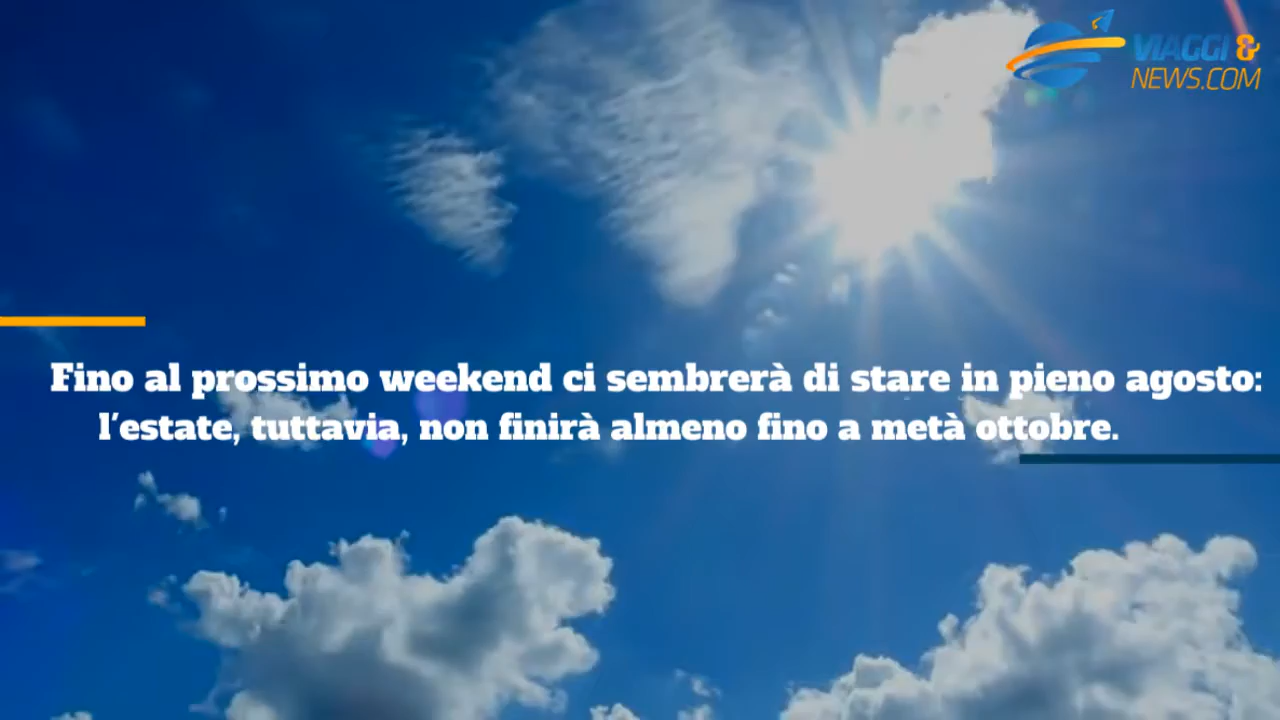 VIAGGI &
NEWS.COM
Fino al prossimo weekend ci sembrerà di stare in pieno agosto:
l'estate, tuttavia, non finirà almeno fino a metà ottobre.